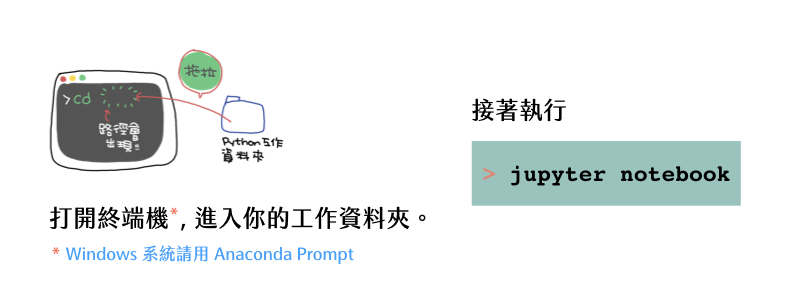 拖拉
> cd
路徑會
出現!!
Python工作
資料夾
打開終端機*, 進入你的工作資料夾。
* Windows 系統請用 Anaconda Prompt
接著執行
> jupyter notebook